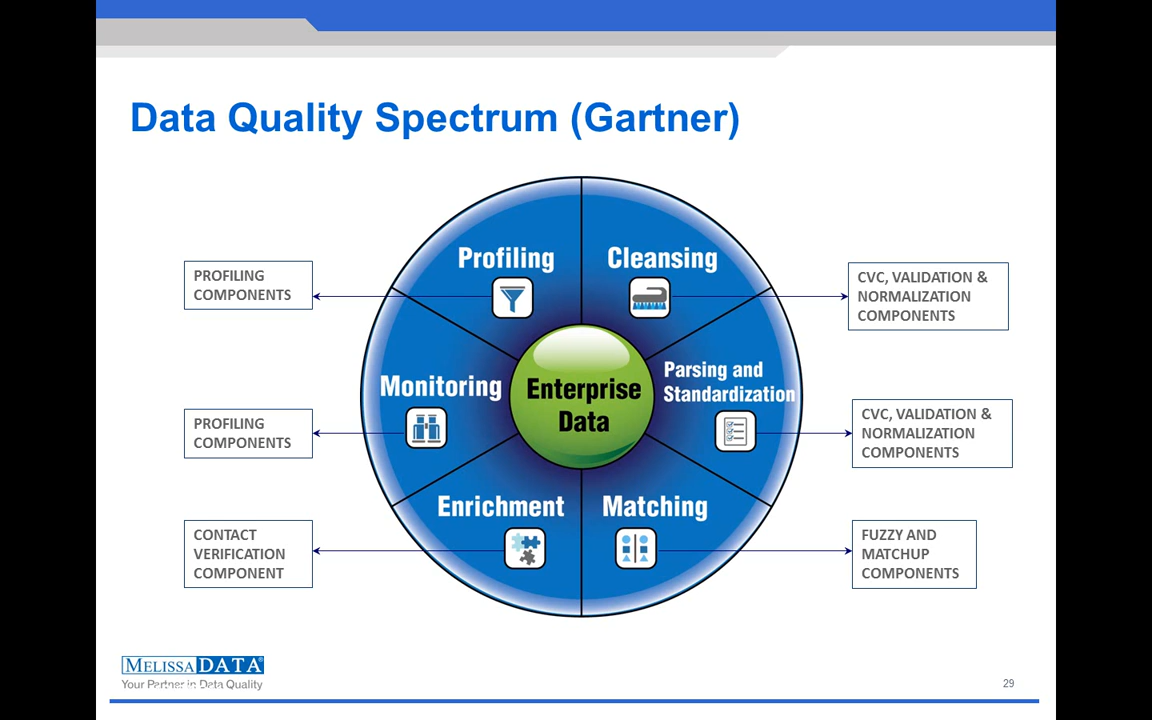 Data Quality Spectrum (Gartner)
Profiling
Cleansing
PROFILING
COMPONENTS
CVC, VALIDATION &
NORMALIZATION
COMPONENTS
Monitoring
Enterprise
Data
Parsing and
Standardization
PROFILING
COMPONENTS
CVC, VALIDATION &
NORMALIZATION
COMPONENTS
Enrichment
Matching
CONTACT
VERIFICATION
COMPONENT
FUZZY AND
MATCHUP
COMPONENTS
MELISSA DATA®
Your Partner in Data Quality
29